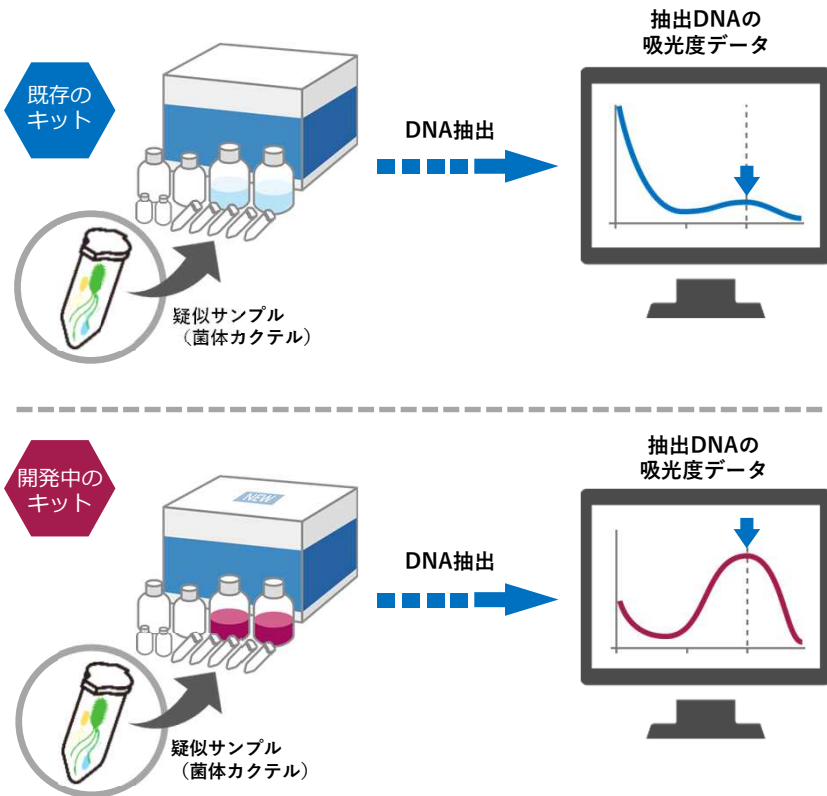 抽出DNAの
吸光度データ
既存の
キット
DNA抽出
疑似サンプル
（菌体カクテル）
抽出DNAの
吸光度データ
開発中の
キット
NEW
DNA抽出
疑似サンプル
（菌体カクテル）